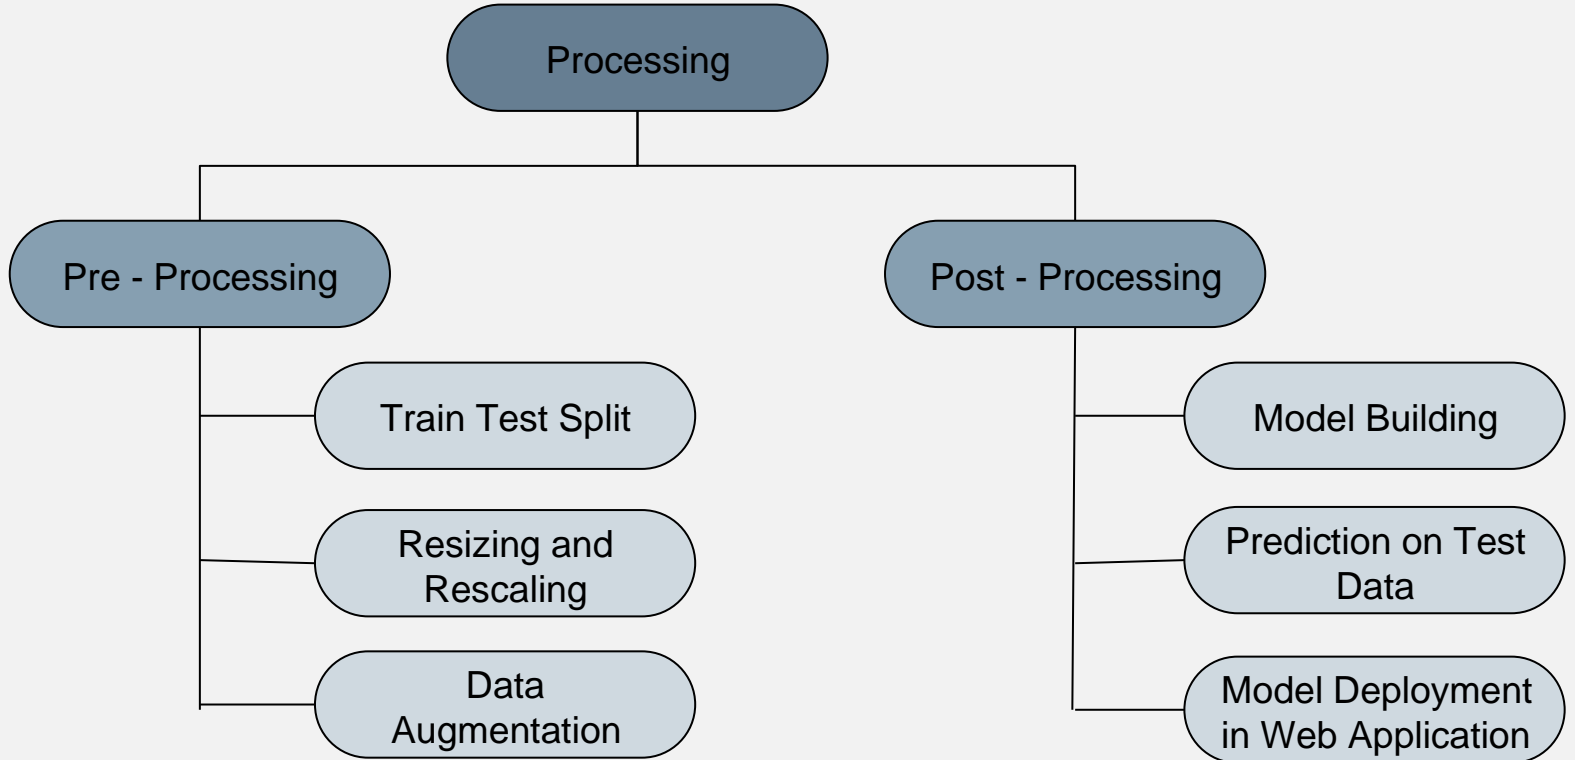 Processing
Pre - Processing
Post - Processing
Train Test Split
Model Building
Resizing and
Rescaling
Prediction on Test
Data
Data
Augmentation
Model Deployment
in Web Application